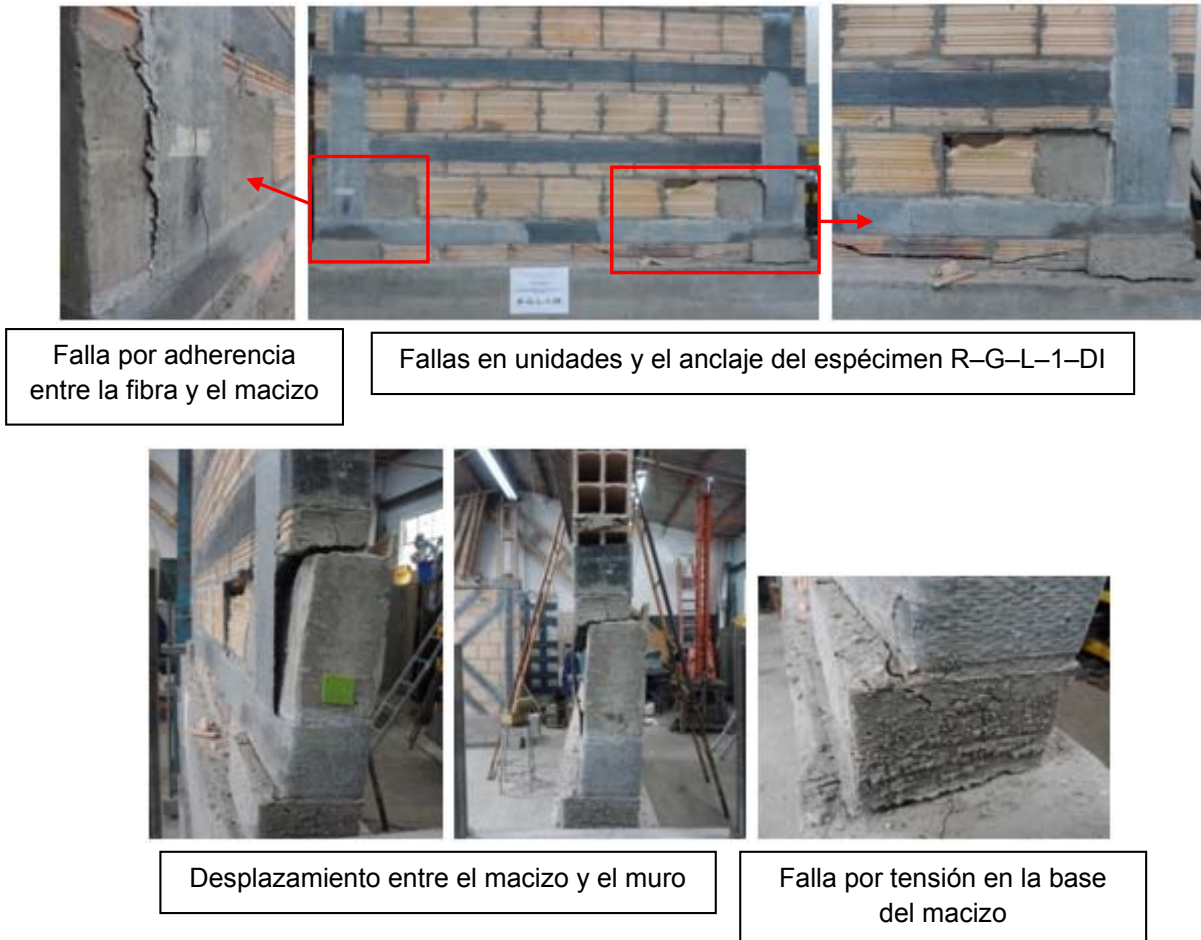 Falla por adherencia
entre la fibra y el macizo
Fallas en unidades y el anclaje del espécimen R–G–L–1–DI
Desplazamiento entre el macizo y el muro
Falla por tensión en la base
del macizo